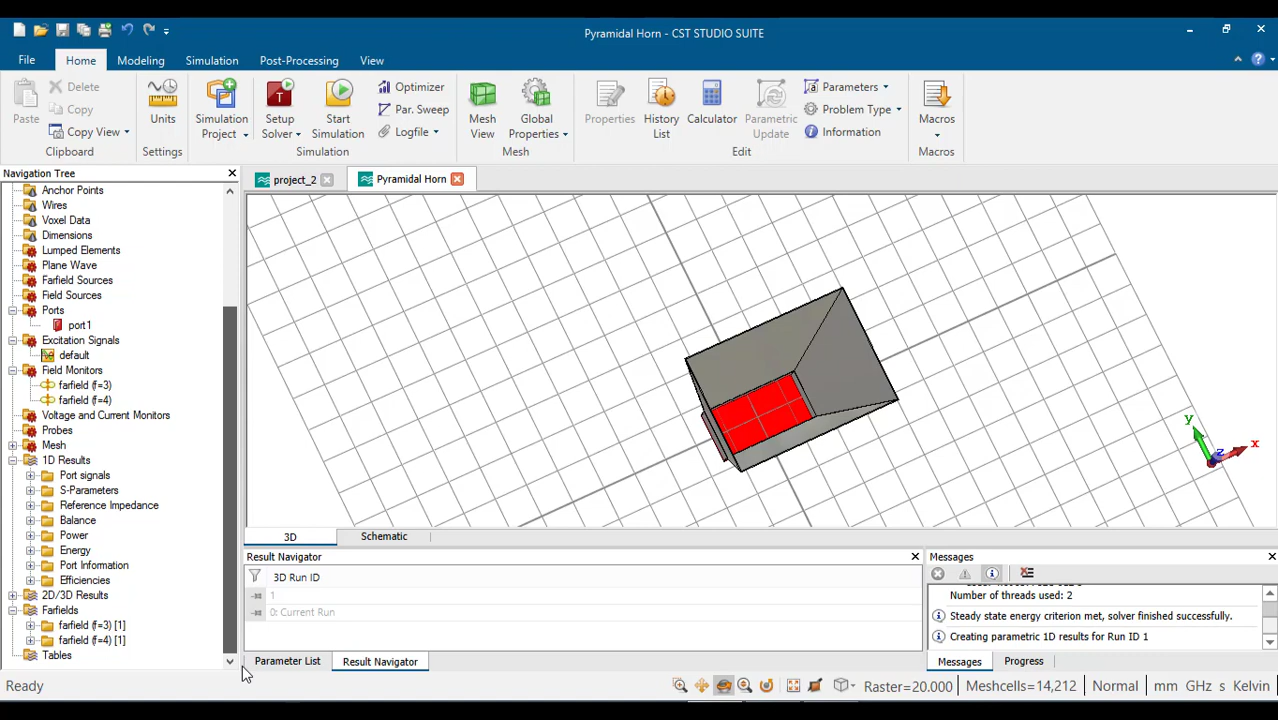 Pyramidal Horn - CST STUDIO SUITE
File Home Modeling Simulation Post-Processing View
Paste Delete Copy Copy View
Clipboard
Units
Settings
Simulation Project Setup Solver Start Simulation Optimizer Par. Sweep Logfile
Simulation
Mesh View Global Properties
Mesh
Properties History List Calculator Parametric Update Parameters Problem Type Information
Edit
Macros
Macros
Navigation Tree
project_2 Pyramidal Horn
Anchor Points
Wires
Voxel Data
Dimensions
Lumped Elements
Plane Wave
Farfield Sources
Field Sources
Ports
port1
Excitation Signals
default
Field Monitors
farfield (f=3)
farfield (f=4)
Voltage and Current Monitors
Probes
Mesh
1D Results
Port signals
S-Parameters
Reference Impedance
Balance
Power
Energy
Port Information
Efficiencies
2D/3D Results
Farfields
farfield (f=3) [1]
farfield (f=4) [1]
Tables
y
z
x
3D Schematic
Result Navigator
3D Run ID
1
0: Current Run
Parameter List Result Navigator
Messages
Number of threads used: 2
Steady state energy criterion met, solver finished successfully.
Creating parametric 1D results for Run ID 1
Messages Progress
Ready
Raster=20.000 Meshcells=14,212 Normal mm GHz s Kelvin